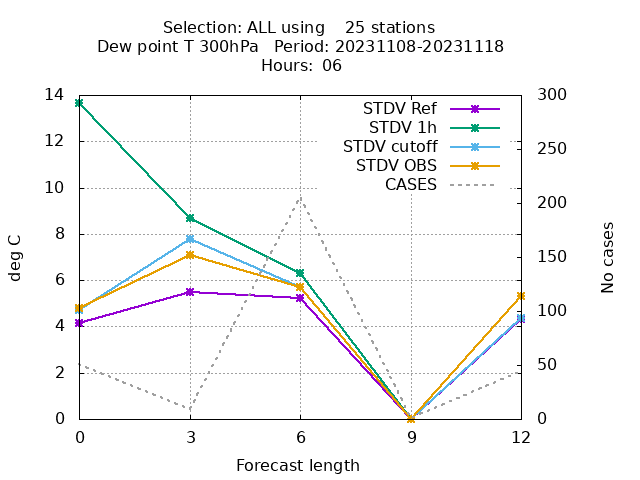 Selection: ALL using    25 stations
Dew point T 300hPa   Period: 20231108-20231118
Hours: 06
STDV Ref
STDV 1h
STDV cutoff
STDV OBS
CASES
14
12
10
8
6
4
2
0
deg C
300
250
200
150
100
50
0
No cases
0 3 6 9 12
Forecast length